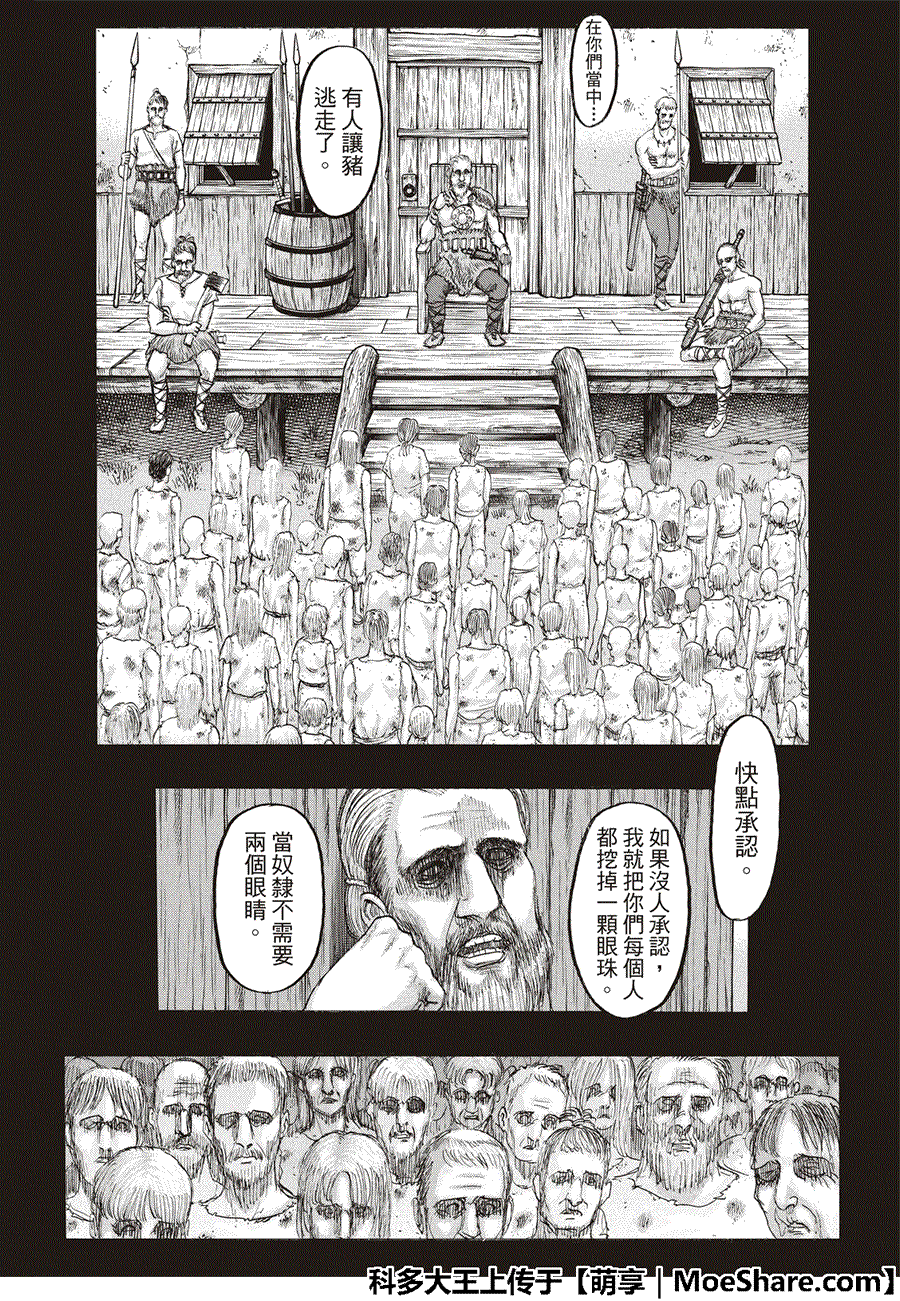 在你們當中…
有人讓豬
逃走了。
快點承認。
如果沒人承認，
我就把你們每個人
都挖掉一顆眼珠。
當奴隸不需要
兩個眼睛。
科多大王上传于【萌享｜MoeShare.com】